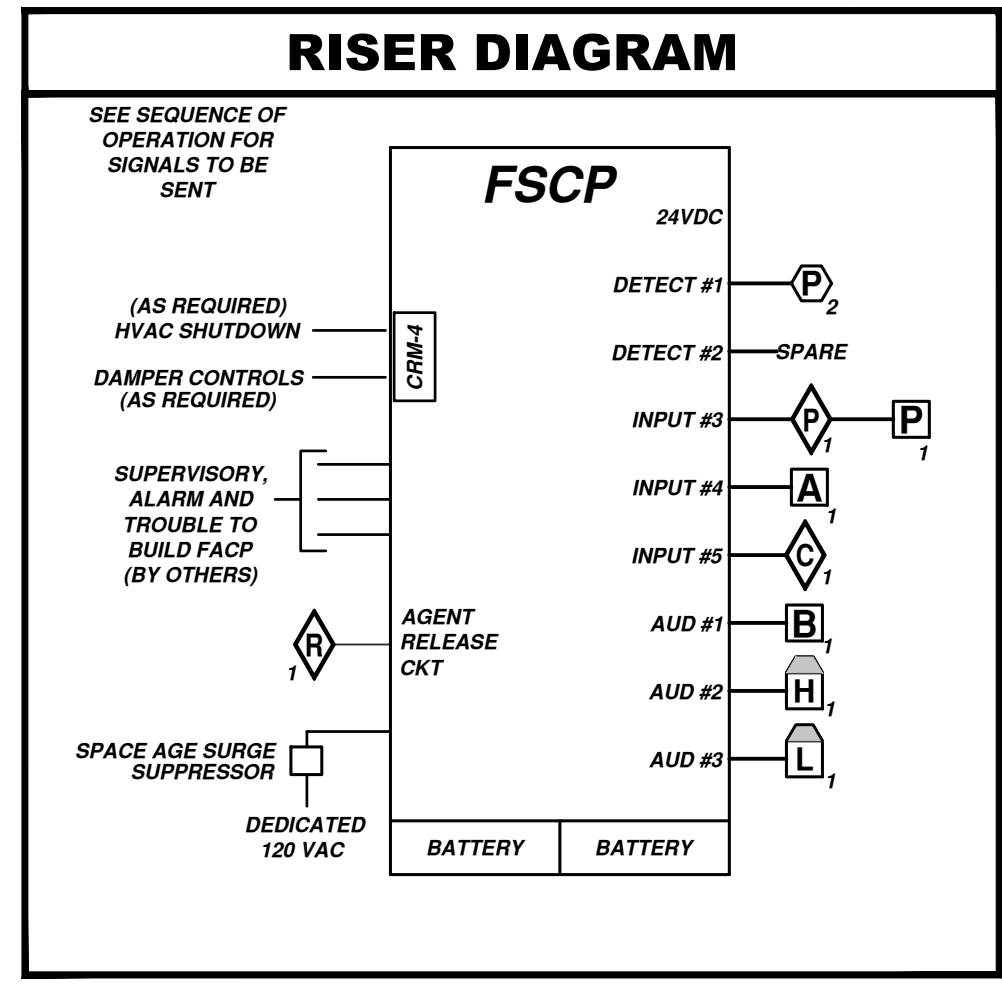 RISER DIAGRAM
SEE SEQUENCE OF
OPERATION FOR
SIGNALS TO BE
SENT
FSCP
24VDC
DETECT #1
P
2
(AS REQUIRED)
HVAC SHUTDOWN
CRM-4
DETECT #2
SPARE
DAMPER CONTROLS
(AS REQUIRED)
INPUT #3
P
1
P
1
SUPERVISORY,
ALARM AND
TROUBLE TO
BUILD FACP
(BY OTHERS)
INPUT #4
A
1
INPUT #5
C
1
R
1
AGENT
RELEASE
CKT
AUD #1
B
1
AUD #2
H
1
AUD #3
L
1
SPACE AGE SURGE
SUPPRESSOR
DEDICATED
120 VAC
BATTERY
BATTERY